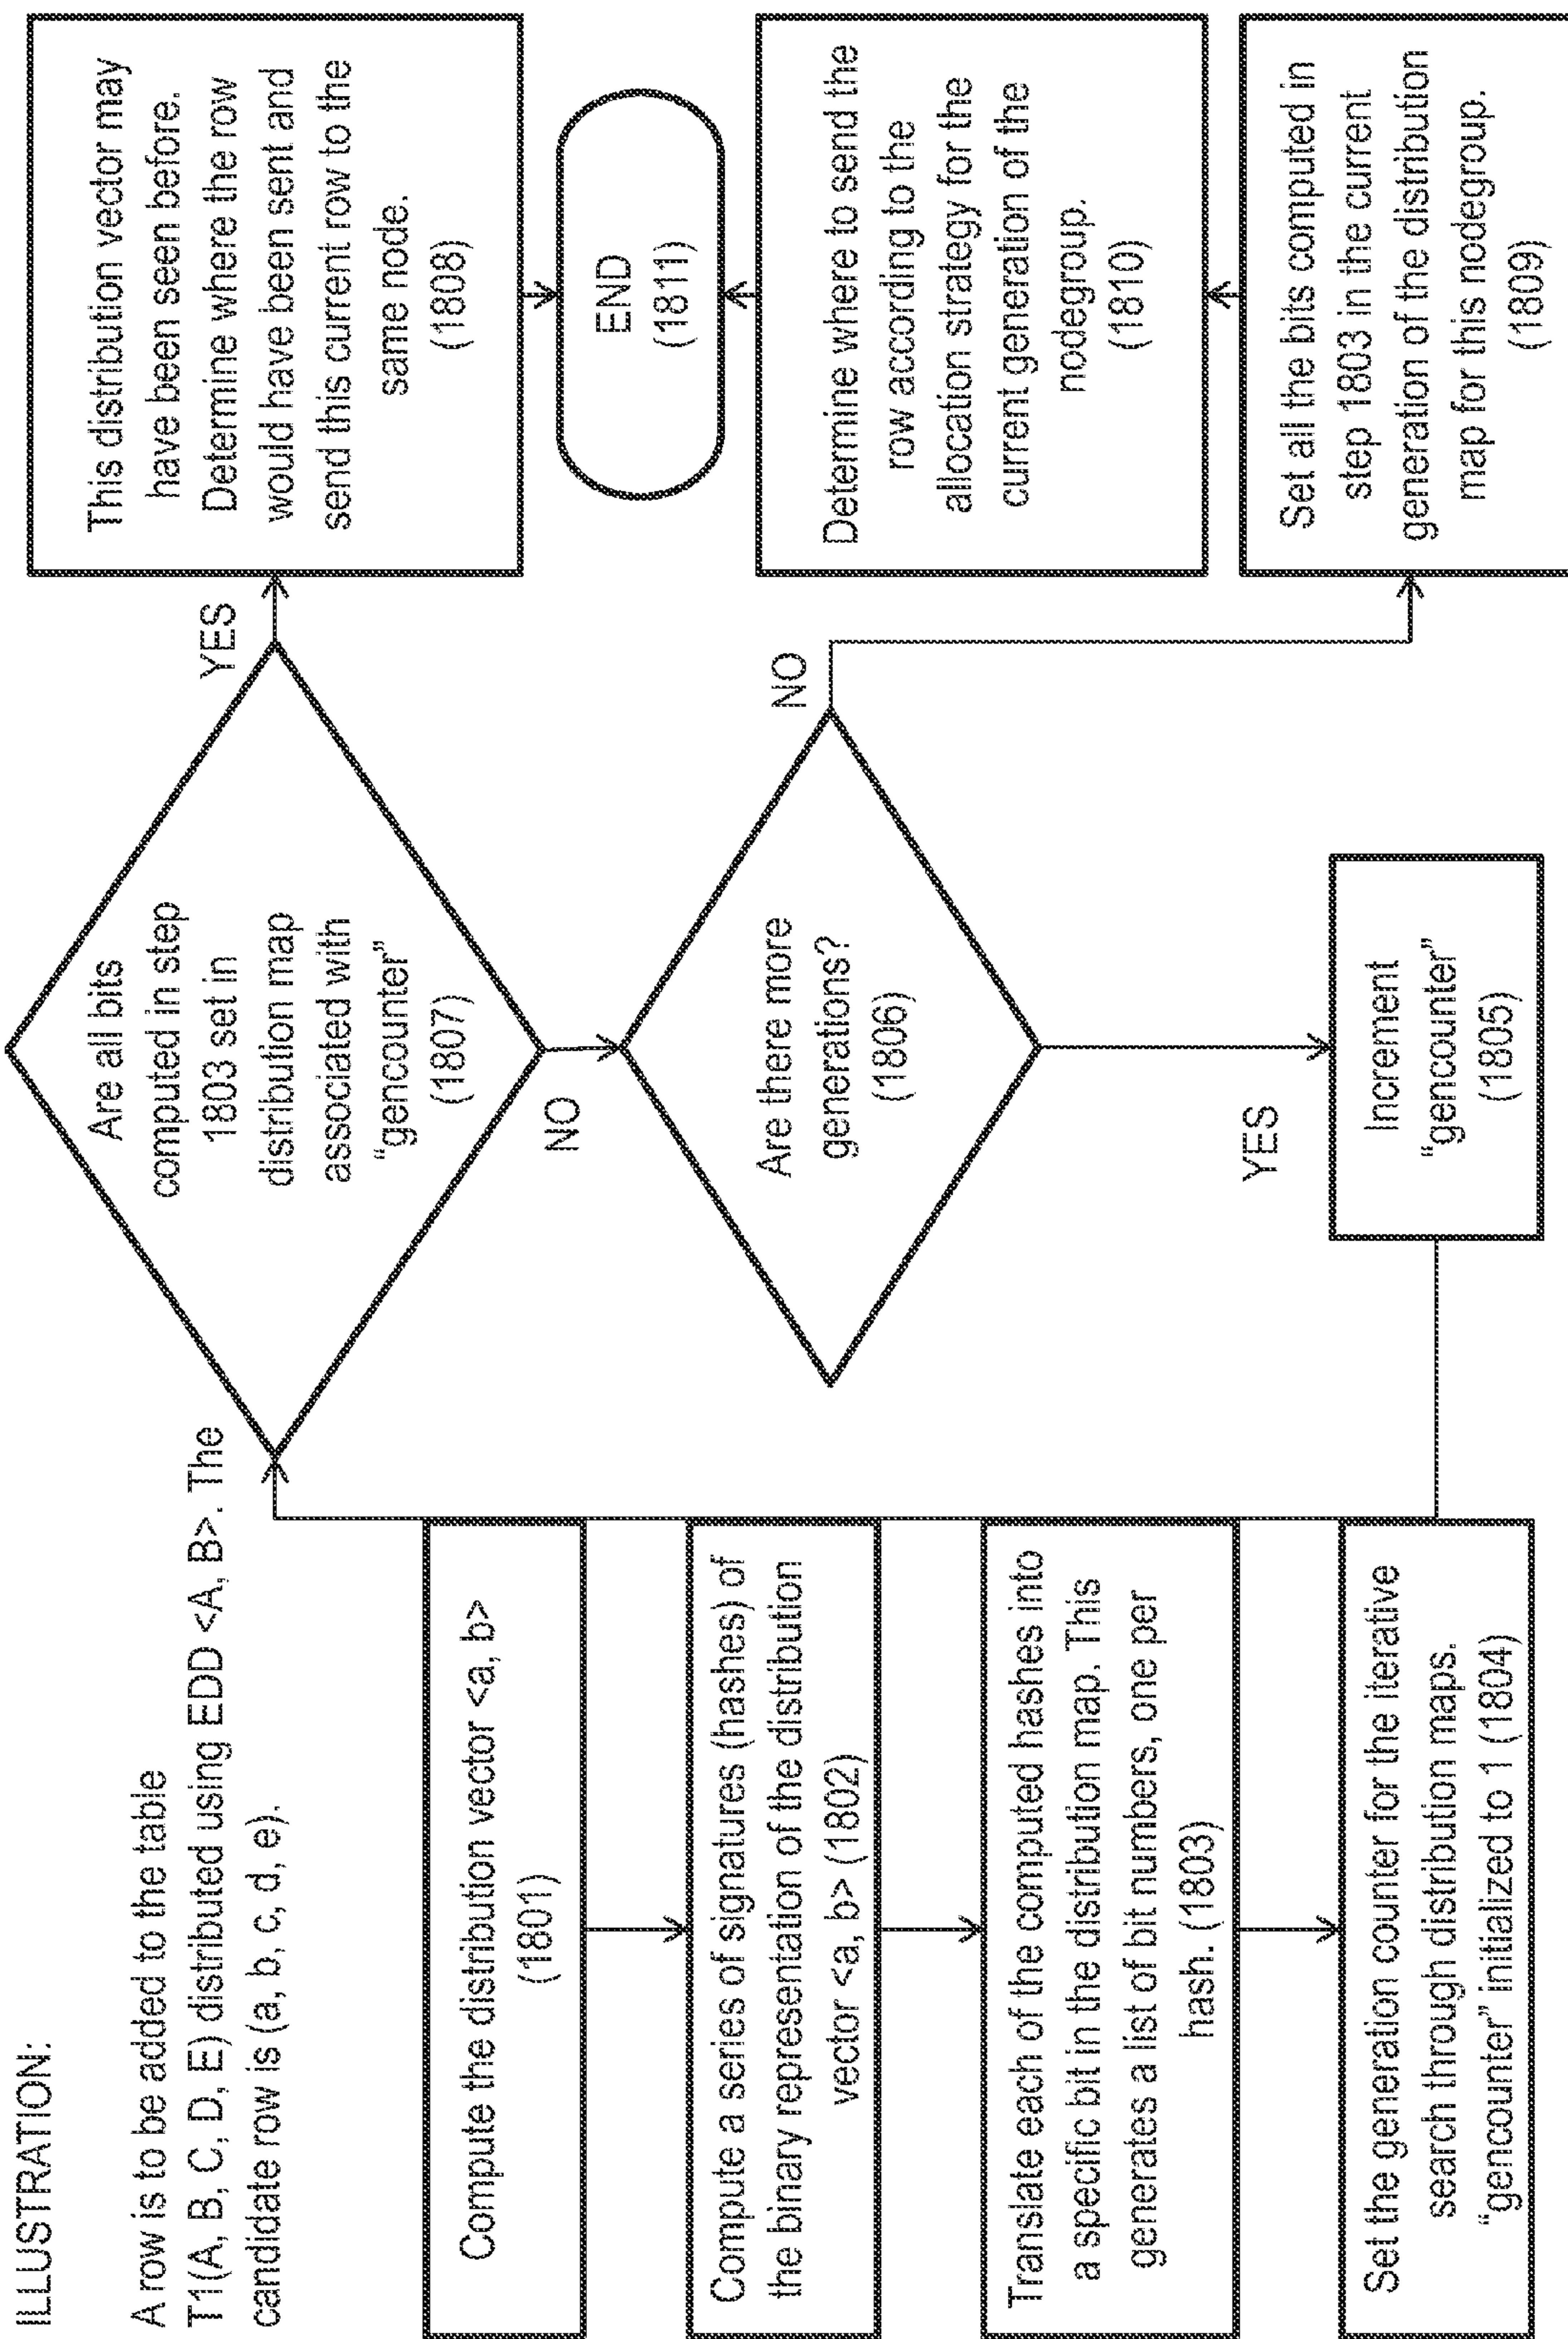 ILLUSTRATION:
A row is to be added to the table
T1(A, B, C, D, E) distributed using EDD <A, B>. The
candidate row is (a, b, c, d, e).
Compute the distribution vector <a, b>
(1801)
Compute a series of signatures (hashes) of
the binary representation of the distribution
vector <a, b> (1802)
Translate each of the computed hashes into
a specific bit in the distribution map. This
generates a list of bit numbers, one per
hash. (1803)
Set the generation counter for the iterative
search through distribution maps.
“gencounter” initialized to 1 (1804)
Are all bits
computed in step
1803 set in
distribution map
associated with
“gencounter”
(1807)
YES
NO
Are there more
generations?
(1806)
NO
YES
Increment
“gencounter”
(1805)
This distribution vector may
have been seen before.
Determine where the row
would have been sent and
send this current row to the
same node.
(1808)
END
(1811)
Determine where to send the
row according to the
allocation strategy for the
current generation of the
nodegroup.
(1810)
Set all the bits computed in
step 1803 in the current
generation of the distribution
map for this nodegroup.
(1809)